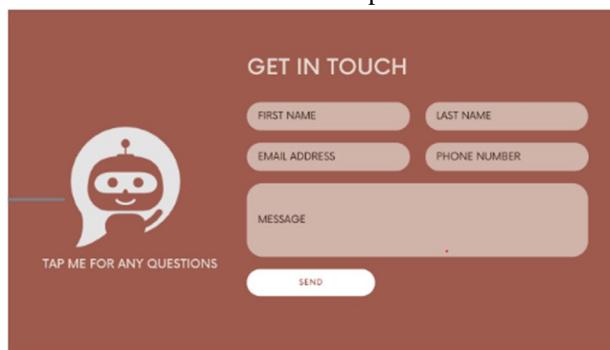 GET IN TOUCH
FIRST NAME
LAST NAME
EMAIL ADDRESS
PHONE NUMBER
MESSAGE
SEND
TAP ME FOR ANY QUESTIONS